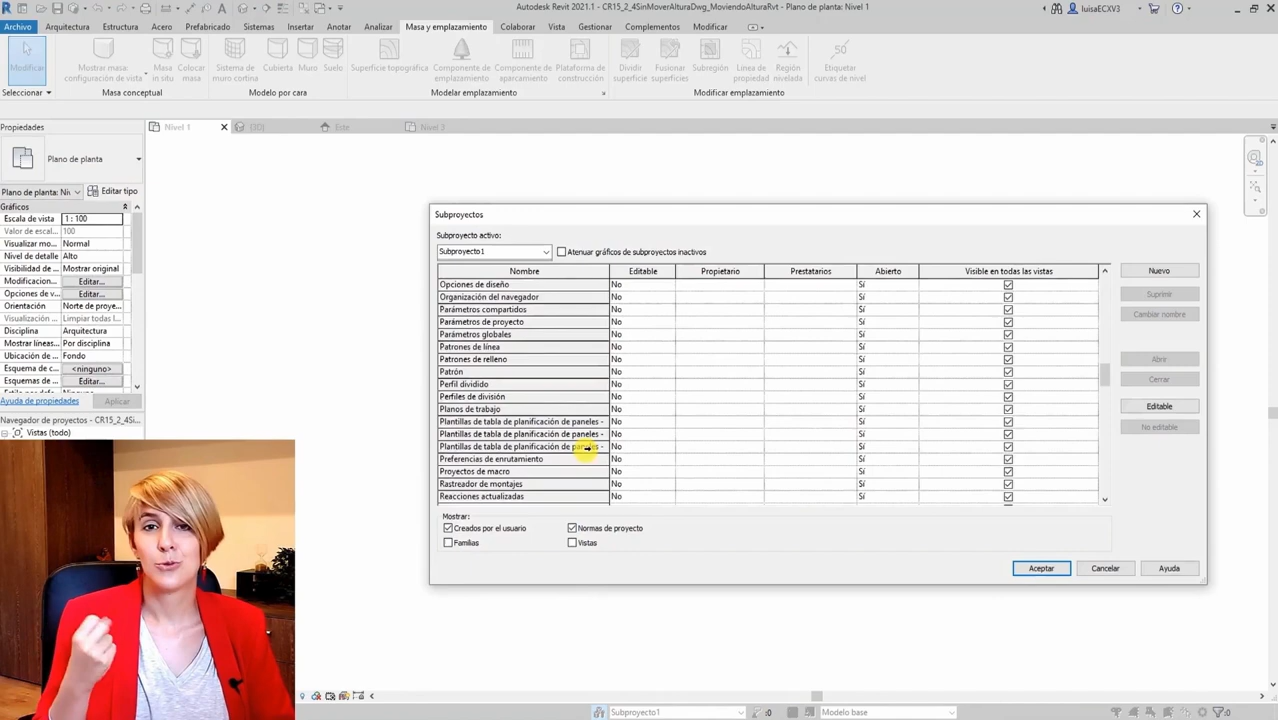 Autodesk Revit 2021.1 - CR15_2_4SinMoverAlturaDwg_MoviendoAlturaRvt - Plano de planta: Nivel 1
luisaECXV3
Archivo Arquitectura Estructura Acero Prefabricado Sistemas Insertar Anotar Analizar Masa y emplazamiento Colaborar Vista Gestionar Complementos Modificar
Modificar
Mostrar masa: configuración de vista
Masa in situ
Colocar masa
Sistema de muro cortina
Cubierta
Muro
Suelo
Superficie topográfica
Componente de emplazamiento
Componente de aparcamiento
Plataforma de construcción
Dividir superficie
Fusionar superficies
Subregión
Línea de propiedad
Región nivelada
50
Etiquetar curvas de nivel
Seleccionar Masa conceptual Modelo por cara Modelar emplazamiento Modificar emplazamiento
Propiedades
Nivel 1 {3D} Este Nivel 3
Plano de planta
Plano de planta: Niv Editar tipo
Gráficos
Escala de vista 1 : 100
Valor de escal... 100
Visualizar mo... Normal
Nivel de detalle Alto
Visibilidad de ... Mostrar original
Modificacion... Editar...
Opciones de v... Editar...
Orientación Norte de proye...
Visualización ... Limpiar todas l...
Disciplina Arquitectura
Mostrar líneas... Por disciplina
Ubicación de ... Fondo
Esquema de c... <ninguno>
Esquemas de ... Editar...
Ayuda de propiedades Aplicar
Navegador de proyectos - CR15_2_4SinMov...
Vistas (todo)
Subproyectos
Subproyecto activo:
Subproyecto1 Atenuar gráficos de subproyectos inactivos
Nombre Editable Propietario Prestatarios Abierto Visible en todas las vistas
Opciones de diseño No Sí
Organización del navegador No Sí
Parámetros compartidos No Sí
Parámetros de proyecto No Sí
Parámetros globales No Sí
Patrones de línea No Sí
Patrones de relleno No Sí
Patrón No Sí
Perfil dividido No Sí
Perfiles de división No Sí
Planos de trabajo No Sí
Plantillas de tabla de planificación de paneles - No Sí
Plantillas de tabla de planificación de paneles - No Sí
Plantillas de tabla de planificación de paneles - No Sí
Preferencias de enrutamiento No Sí
Proyectos de macro No Sí
Rastreador de montajes No Sí
Reacciones actualizadas No Sí
Nuevo
Suprimir
Cambiar nombre
Abrir
Cerrar
Editable
No editable
Mostrar:
Creados por el usuario Normas de proyecto
Familias Vistas
Aceptar Cancelar Ayuda
Subproyecto1 :0 Modelo base :0